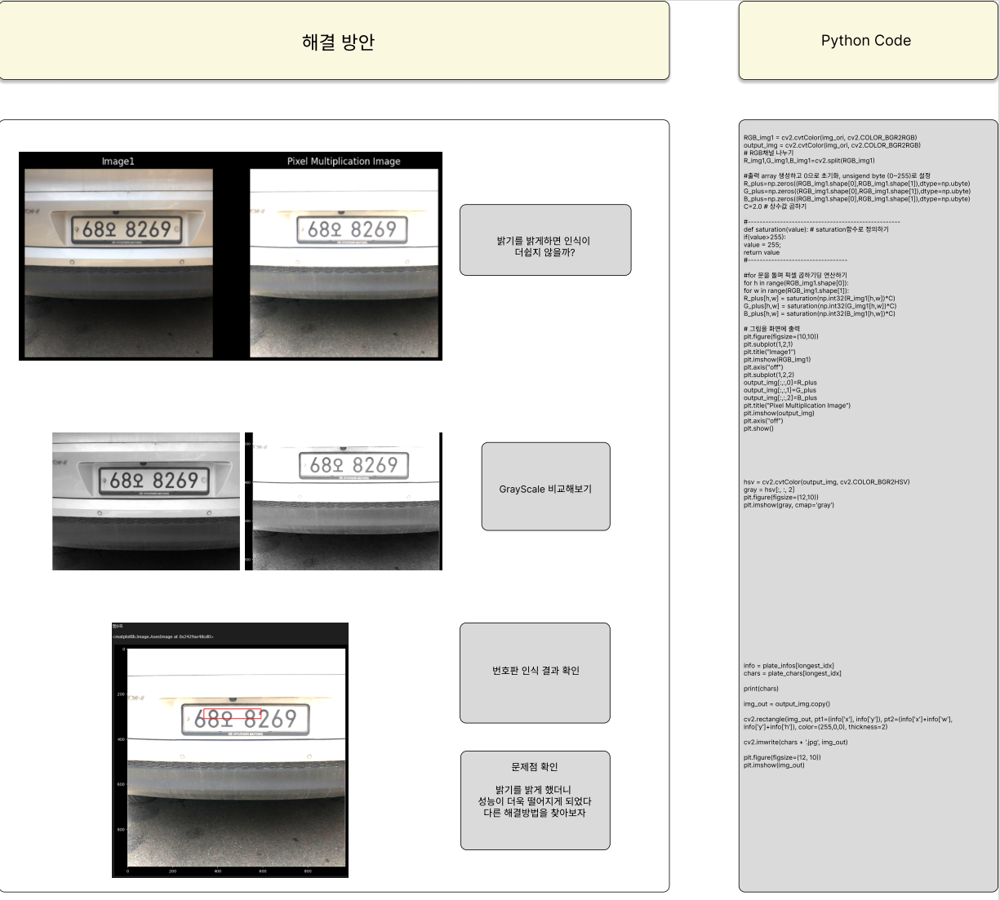 해결 방안
Python Code
Image1
Pixel Multiplication Image
68오 8269
HYUNDAI MOTORS
68오 8269
HYUNDAI MOTORS
밝기를 밝게하면 인식이
더쉽지 않을까?
68오 8269
68오 8269
GrayScale 비교해보기
<matplotlib.image.AxesImage at 0x2429ac48cd0>
0
200
400
600
800
68오 8269
HYUNDAI MOTORS
0
200
400
600
800
번호판 인식 결과 확인
문제점 확인
밝기를 밝게 했더니
성능이 더욱 떨어지게 되었다
다른 해결방법을 찾아보자
RGB_img1 = cv2.cvtColor(img_ori, cv2.COLOR_BGR2RGB)
output_img = cv2.cvtColor(img_ori, cv2.COLOR_BGR2RGB)
# RGB채널 나누기
R_img1,G_img1,B_img1=cv2.split(RGB_img1)
#출력 array 생성하고 0으로 초기화, unsigend byte (0~255)로 설정
R_plus=np.zeros((RGB_img1.shape[0],RGB_img1.shape[1]),dtype=np.ubyte)
G_plus=np.zeros((RGB_img1.shape[0],RGB_img1.shape[1]),dtype=np.ubyte)
B_plus=np.zeros((RGB_img1.shape[0],RGB_img1.shape[1]),dtype=np.ubyte)
C=2.0 # 상수값 곱하기
#----------------------------------------------------
def saturation(value): # saturation함수로 정의하기
if(value>255):
value = 255;
return value
#----------------------------------
#for 문을 돌며 픽셀 곱하기딩 연산하기
for h in range(RGB_img1.shape[0]):
for w in range(RGB_img1.shape[1]):
R_plus[h,w] = saturation(np.int32(R_img1[h,w])*C)
G_plus[h,w] = saturation(np.int32(G_img1[h,w])*C)
B_plus[h,w] = saturation(np.int32(B_img1[h,w])*C)
# 그림을 화면에 출력
plt.figure(figsize=(10,10))
plt.subplot(1,2,1)
plt.title("Image1")
plt.imshow(RGB_img1)
plt.axis("off")
plt.subplot(1,2,2)
output_img[:,:,0]=R_plus
output_img[:,:,1]=G_plus
output_img[:,:,2]=B_plus
plt.title("Pixel Multiplication Image")
plt.imshow(output_img)
plt.axis("off")
plt.show()
hsv = cv2.cvtColor(output_img, cv2.COLOR_BGR2HSV)
gray = hsv[:, :, 2]
plt.figure(figsize=(12,10))
plt.imshow(gray, cmap='gray')
info = plate_infos[longest_idx]
chars = plate_chars[longest_idx]
print(chars)
img_out = output_img.copy()
cv2.rectangle(img_out, pt1=(info['x'], info['y']), pt2=(info['x']+info['w'],
info['y']+info['h']), color=(255,0,0), thickness=2)
cv2.imwrite(chars + '.jpg', img_out)
plt.figure(figsize=(12, 10))
plt.imshow(img_out)